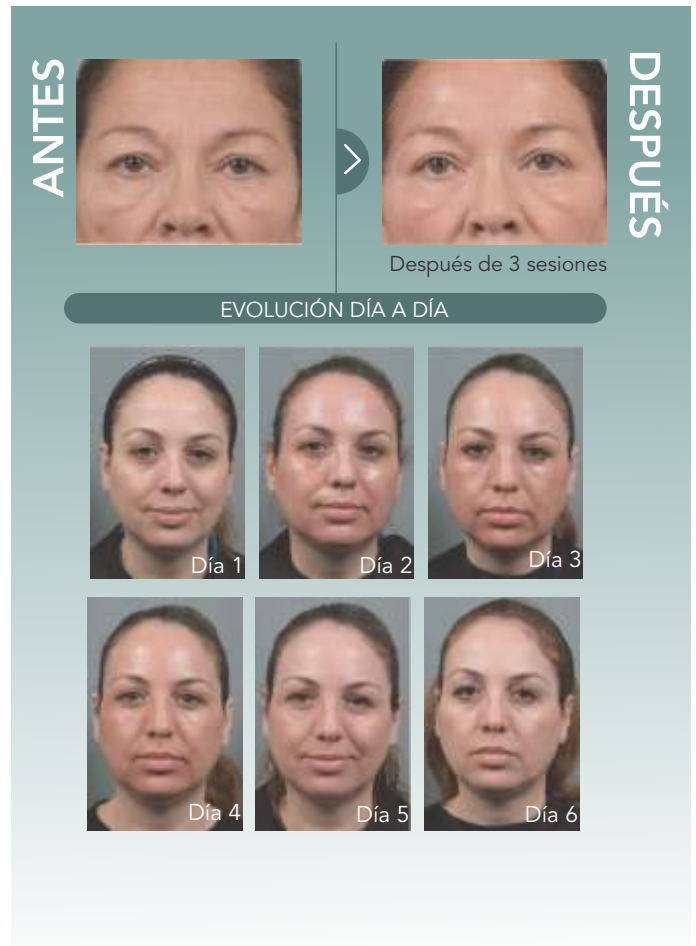 ANTES
DESPUÉS
Después de 3 sesiones
EVOLUCIÓN DÍA A DÍA
Día 1
Día 2
Día 3
Día 4
Día 5
Día 6